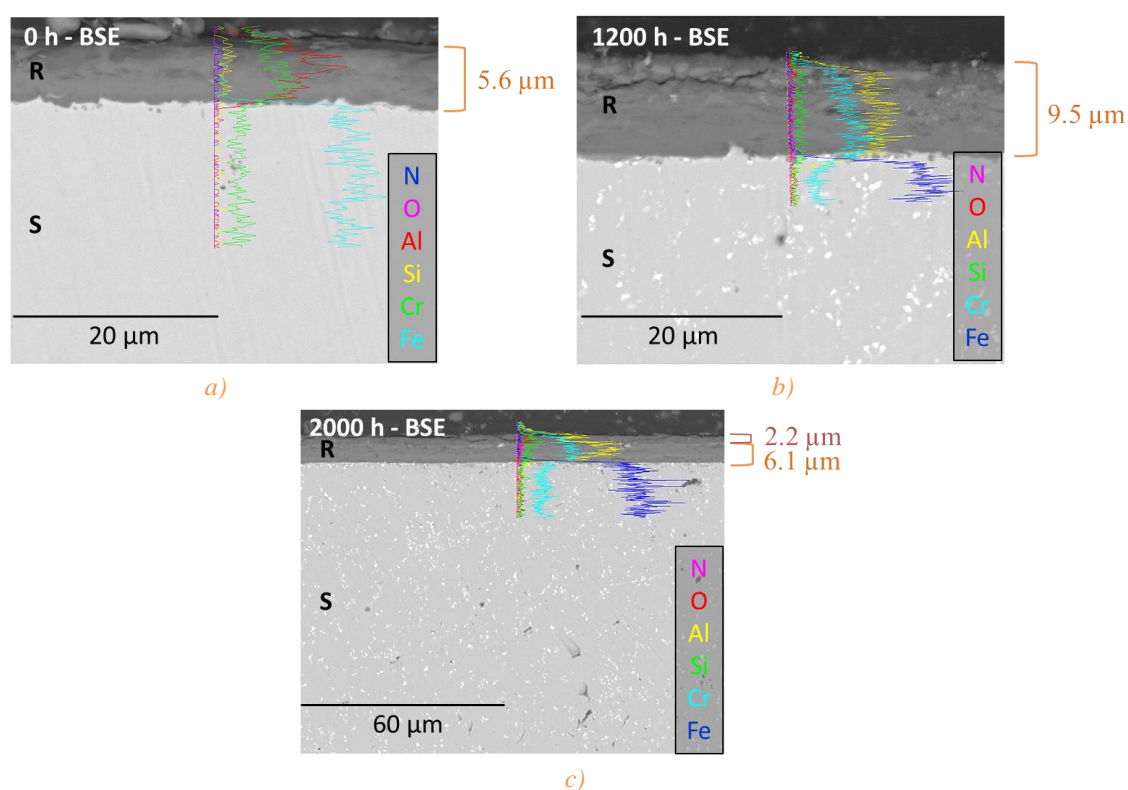 0 h - BSE
R
5.6 µm
S
N
O
Al
Si
Cr
Fe
20 µm
a)
1200 h - BSE
R
9.5 µm
S
N
O
Al
Si
Cr
Fe
20 µm
b)
2000 h - BSE
R
2.2 µm
6.1 µm
S
N
O
Al
Si
Cr
Fe
60 µm
c)